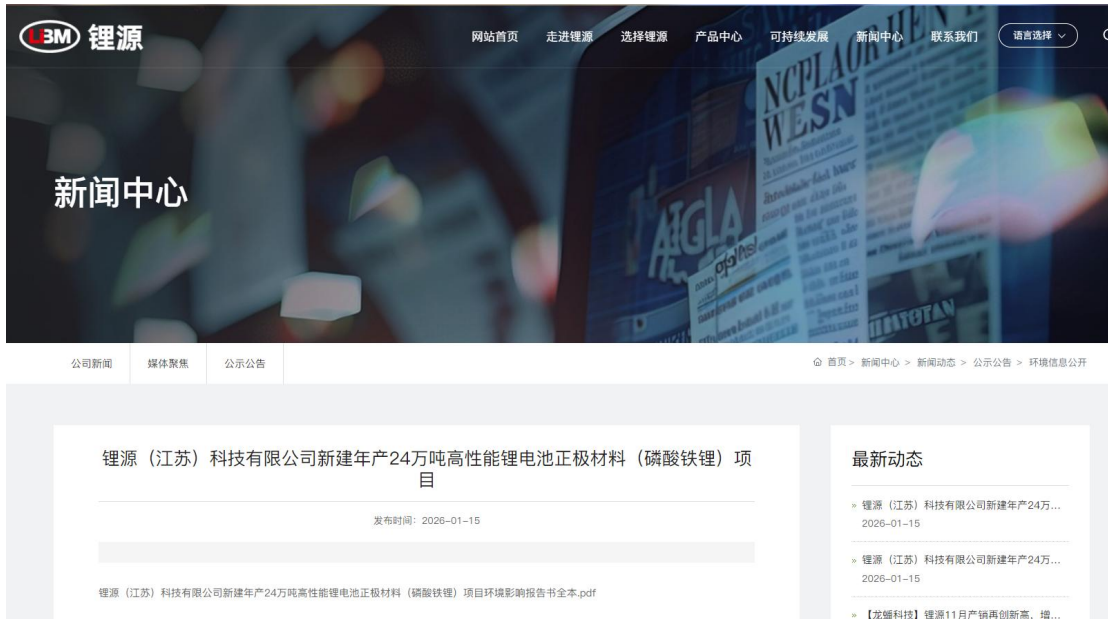 LBM 锂源
网站首页 走进锂源 选择锂源 产品中心 可持续发展 新闻中心 联系我们 语言选择
NCPLAORHEN
WESN
AIGLA
新闻中心
公司新闻 媒体聚焦 公示公告
首页 > 新闻中心 > 新闻动态 > 公示公告 > 环境信息公开
锂源（江苏）科技有限公司新建年产24万吨高性能锂电池正极材料（磷酸铁锂）项
目
发布时间：2026-01-15
锂源（江苏）科技有限公司新建年产24万吨高性能锂电池正极材料（磷酸铁锂）项目环境影响报告书全本.pdf
最新动态
» 锂源（江苏）科技有限公司新建年产24万...
2026-01-15
» 锂源（江苏）科技有限公司新建年产24万...
2026-01-15
» 【龙蟠科技】锂源11月产销再创新高，增...